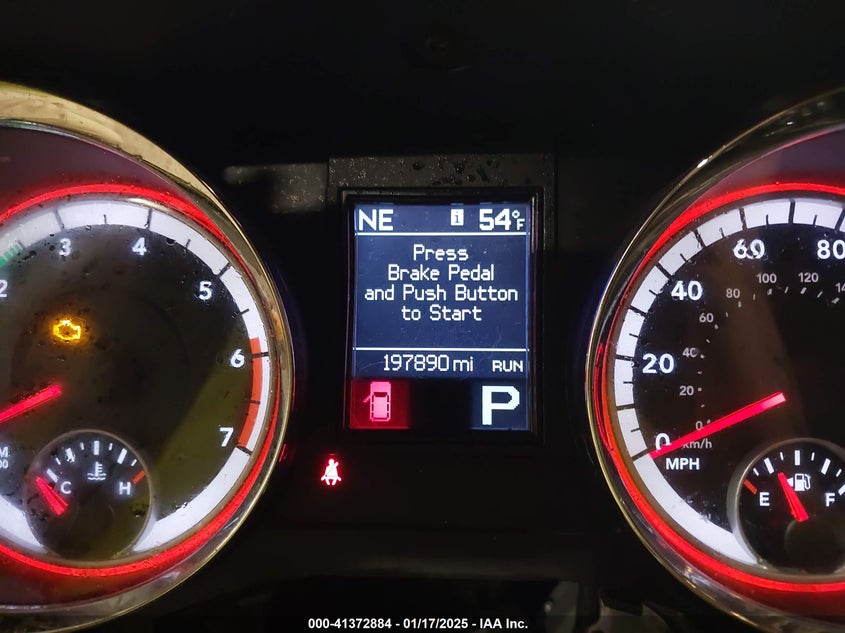 NE i 54°F
Press
Brake Pedal
and Push Button
to Start
197890 mi RUN
P
2 3 4 5 6 7
C H
0 20 40 60 80
0 20 40 60 80 100 120
km/h
MPH
E F
000-41372884 - 01/17/2025 - IAA Inc.